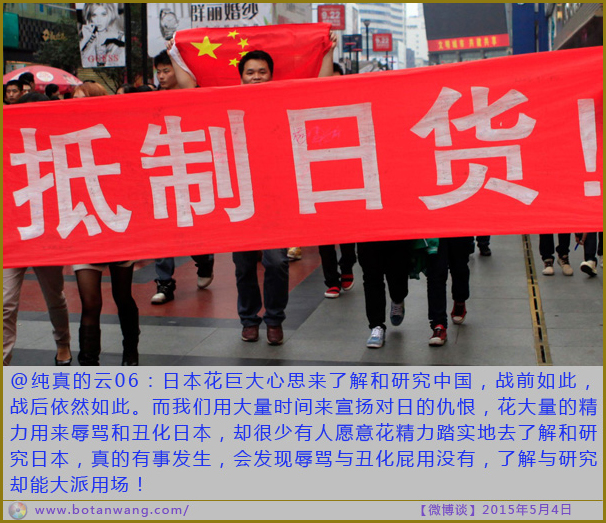 群丽婚纱
抵制日货!
@纯真的云06：日本花巨大心思来了解和研究中国，战前如此，
战后依然如此。而我们用大量时间来宣扬对日的仇恨，花大量的精
力用来辱骂和丑化日本，却很少有人愿意花精力踏实地去了解和研
究日本，真的有事发生，会发现辱骂与丑化屁用没有，了解与研究
却能大派用场！
www.botanwang.com/
【微博谈】2015年5月4日